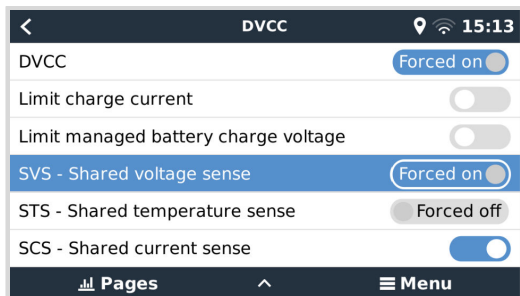 DVCC 15:13
DVCC Forced on
Limit charge current
Limit managed battery charge voltage
SVS - Shared voltage sense Forced on
STS - Shared temperature sense Forced off
SCS - Shared current sense
Pages Menu